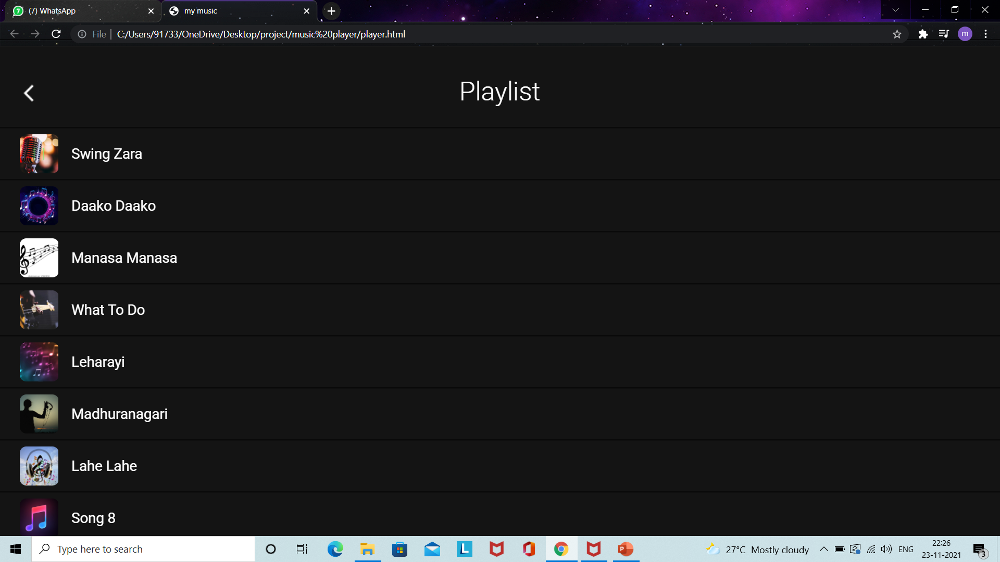 (7) WhatsApp
my music
File
C:/Users/91733/OneDrive/Desktop/project/music%20player/player.html
m
Playlist
Swing Zara
Daako Daako
Manasa Manasa
What To Do
Leharayi
Madhuranagari
Lahe Lahe
Song 8
Type here to search
27°C Mostly cloudy
ENG
22:26
23-11-2021
3